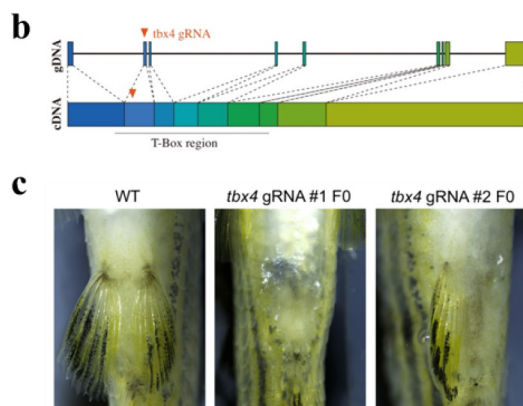 b
tbx4 gRNA
gDNA
cDNA
T-Box region
c
WT
tbx4 gRNA #1 F0
tbx4 gRNA #2 F0